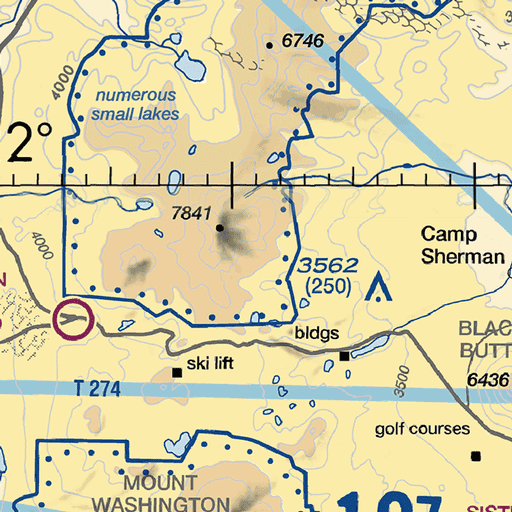 6746
4000
numerous
small lakes
2°
7841
Camp
Sherman
4000
3562
(250)
bldgs
ski lift
T 274
3500
6436
golf courses
MOUNT
WASHINGTON